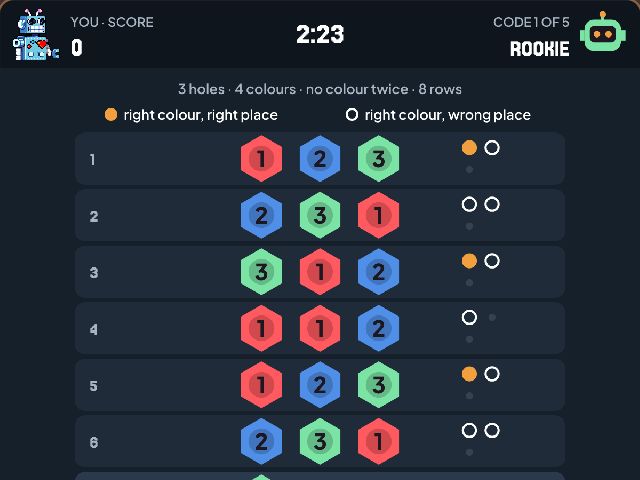 YOU · SCORE
0
2:23
CODE 1 OF 5
ROOKIE
3 holes · 4 colours · no colour twice · 8 rows
right colour, right place
right colour, wrong place
1 1 2 3
2 2 3 1
3 3 1 2
4 1 1 2
5 1 2 3
6 2 3 1